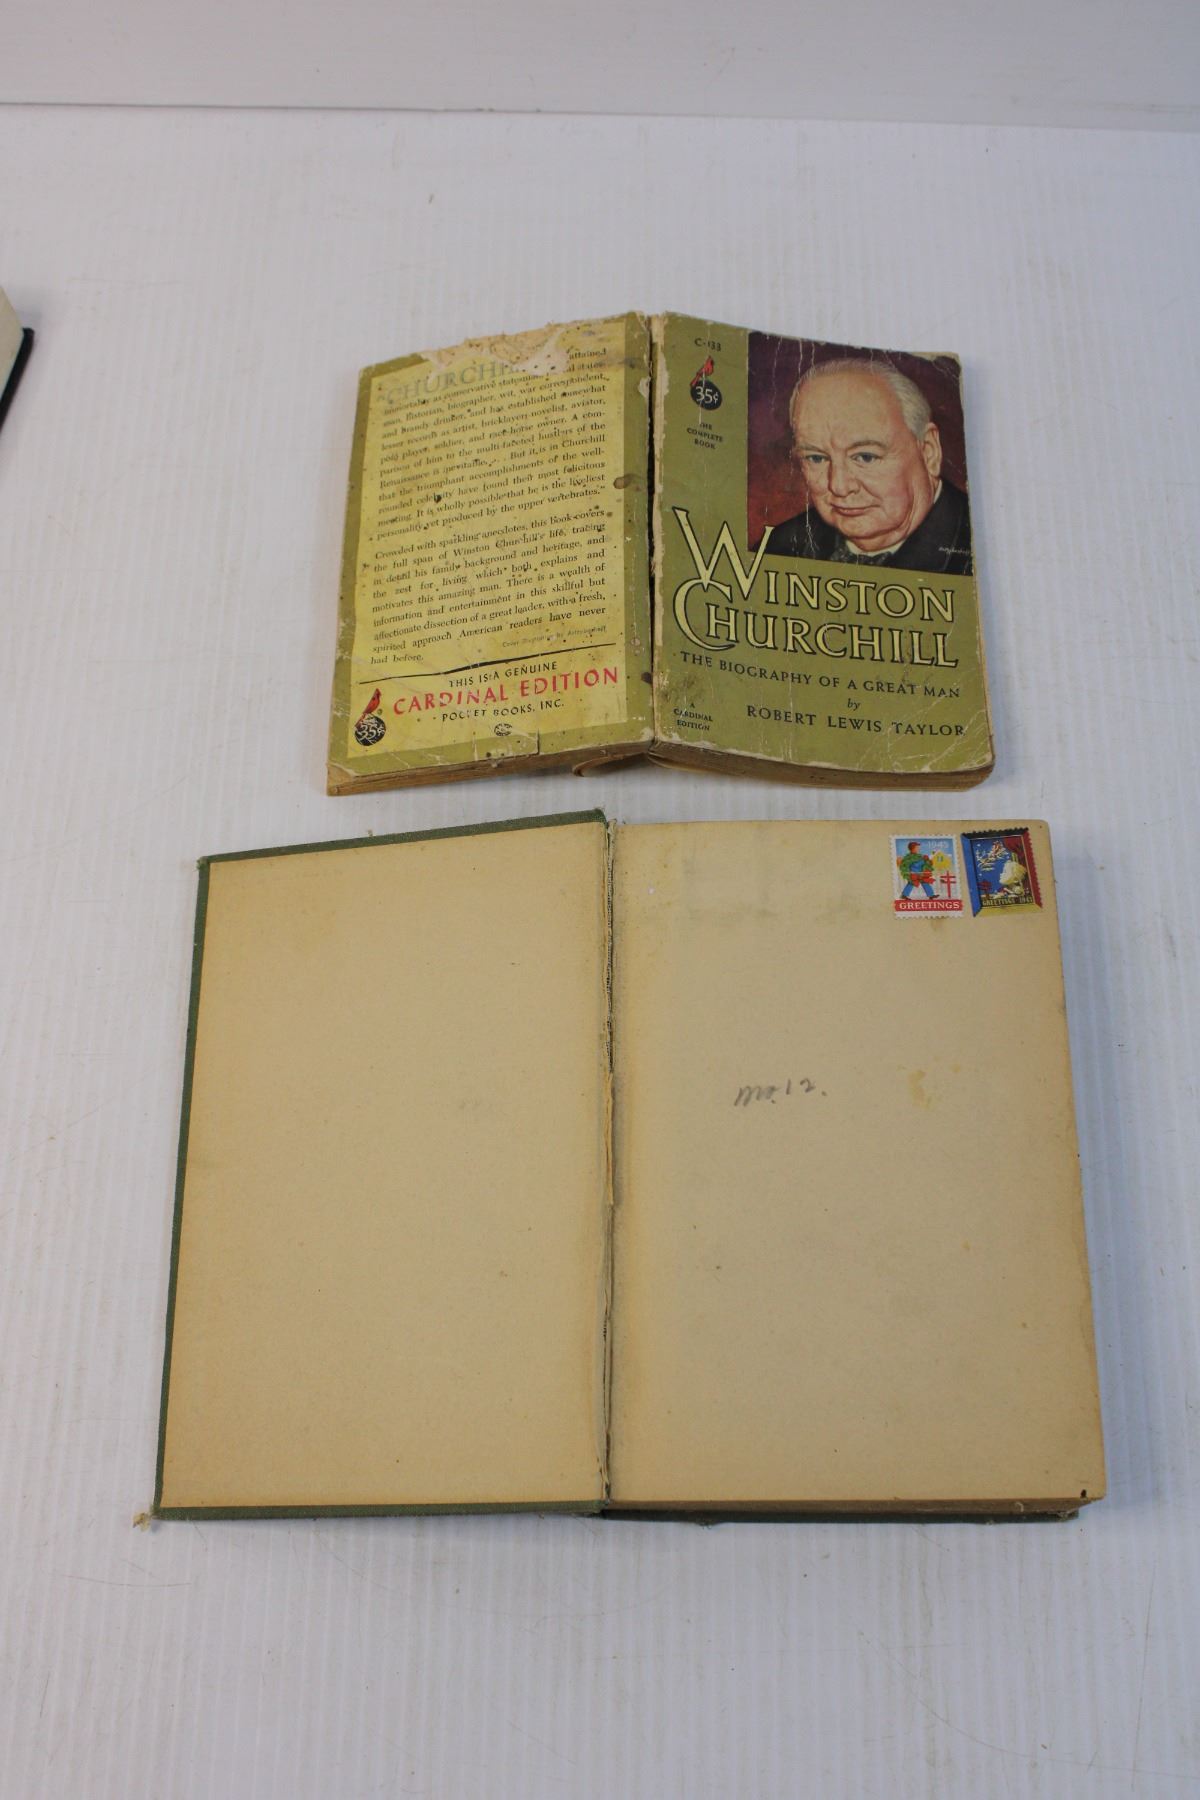 "CHURCHILL attained
immortality as conservative statesman,
man, historian, biographer, wit, war correspondent,
and brandy drinker, and has established somewhat
lesser records as artist, bricklayer, novelist, aviator,
polo player, soldier, and race-horse owner. A com-
parison of him to the multi-faceted hustlers of the
Renaissance is inevitable. . . . But it is in Churchill
that the triumphant accomplishments of the well-
rounded celebrity have found their most felicitous
meeting. It is wholly possible that he is the liveliest
personality yet produced by the upper vertebrates."
Crowded with sparkling anecdotes, this book covers
the full span of Winston Churchill's life, tracing
in detail his family background and heritage, and
the zest for living which both explains and
motivates this amazing man. There is a wealth of
information and entertainment in this skillful but
affectionate dissection of a great leader, with a fresh,
spirited approach American readers have never
had before.
Cover by Artzybasheff
THIS IS A GENUINE
CARDINAL EDITION
POCKET BOOKS, INC.
35¢
C-133
35¢
THE
COMPLETE
BOOK
WINSTON
CHURCHILL
THE BIOGRAPHY OF A GREAT MAN
by
ROBERT LEWIS TAYLOR
A
CARDINAL
EDITION
1945
GREETINGS
GREETINGS 1943